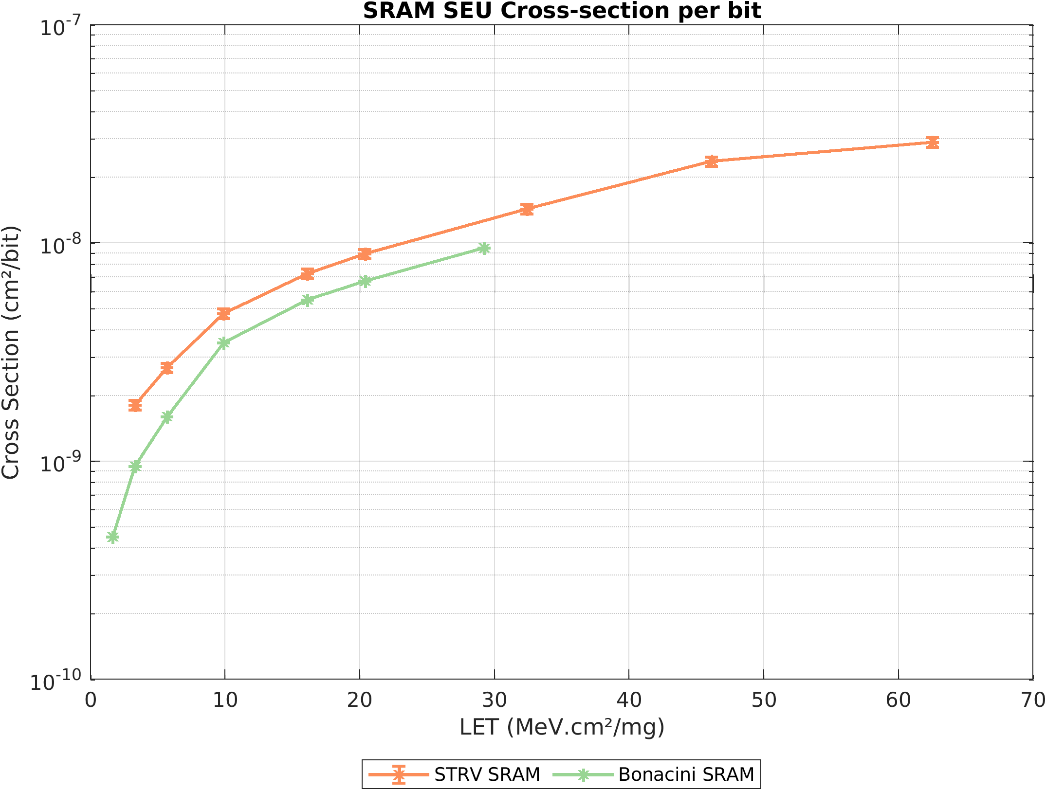 SRAM SEU Cross-section per bit
10⁻⁷
10⁻⁸
10⁻⁹
10⁻¹⁰
Cross Section (cm²/bit)
0 10 20 30 40 50 60 70
LET (MeV.cm²/mg)
STRV SRAM Bonacini SRAM